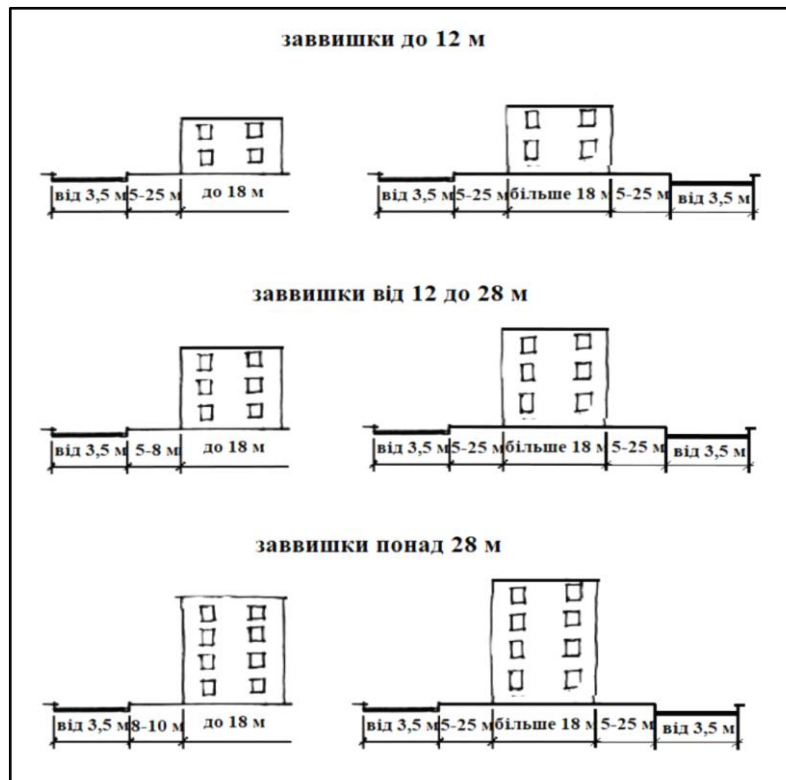 заввишки до 12 м
від 3,5 м 5-25 м до 18 м від 3,5 м 5-25 м більше 18 м 5-25 м від 3,5 м
заввишки від 12 до 28 м
від 3,5 м 5-8 м до 18 м від 3,5 м 5-25 м більше 18 м 5-25 м від 3,5 м
заввишки понад 28 м
від 3,5 м 8-10 м до 18 м від 3,5 м 5-25 м більше 18 м 5-25 м від 3,5 м